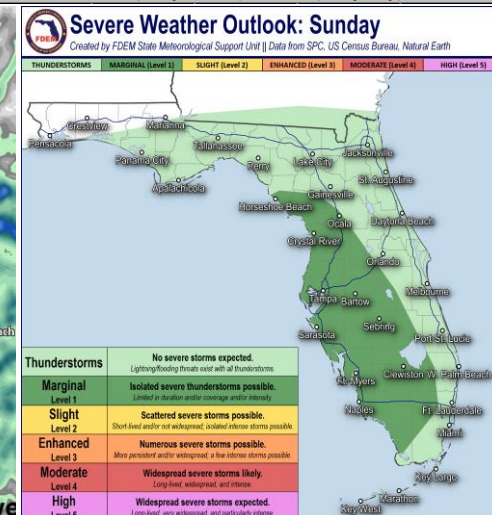 FDEM
Severe Weather Outlook: Sunday
Created by FDEM State Meteorological Support Unit || Data from SPC, US Census Bureau, Natural Earth
THUNDERSTORMS MARGINAL (Level 1) SLIGHT (Level 2) ENHANCED (Level 3) MODERATE (Level 4) HIGH (Level 5)
Crestview
Marianna
Pensacola
Tallahassee
Jacksonville
Panama City
Perry
Lake City
St. Augustine
Apalachicola
Gainesville
Horseshoe Beach
Ocala
Daytona Beach
Crystal River
Orlando
Melbourne
Tampa
Bartow
Sebring
Sarasota
Port St. Lucie
Ft. Myers
Clewiston
W. Palm Beach
Naples
Ft. Lauderdale
Miami
Key Largo
Marathon
Key West
Thunderstorms
No severe storms expected.
Lightning/flooding threats exist with all thunderstorms.
Marginal
Level 1
Isolated severe thunderstorms possible.
Limited in duration and/or coverage and/or intensity.
Slight
Level 2
Scattered severe storms possible.
Short-lived and/or not widespread; isolated intense storms possible.
Enhanced
Level 3
Numerous severe storms possible.
More persistent and/or widespread; a few intense storms possible.
Moderate
Level 4
Widespread severe storms likely.
Long-lived, widespread, and intense.
High
Level 5
Widespread severe storms expected.
Long-lived, very widespread, and particularly intense.